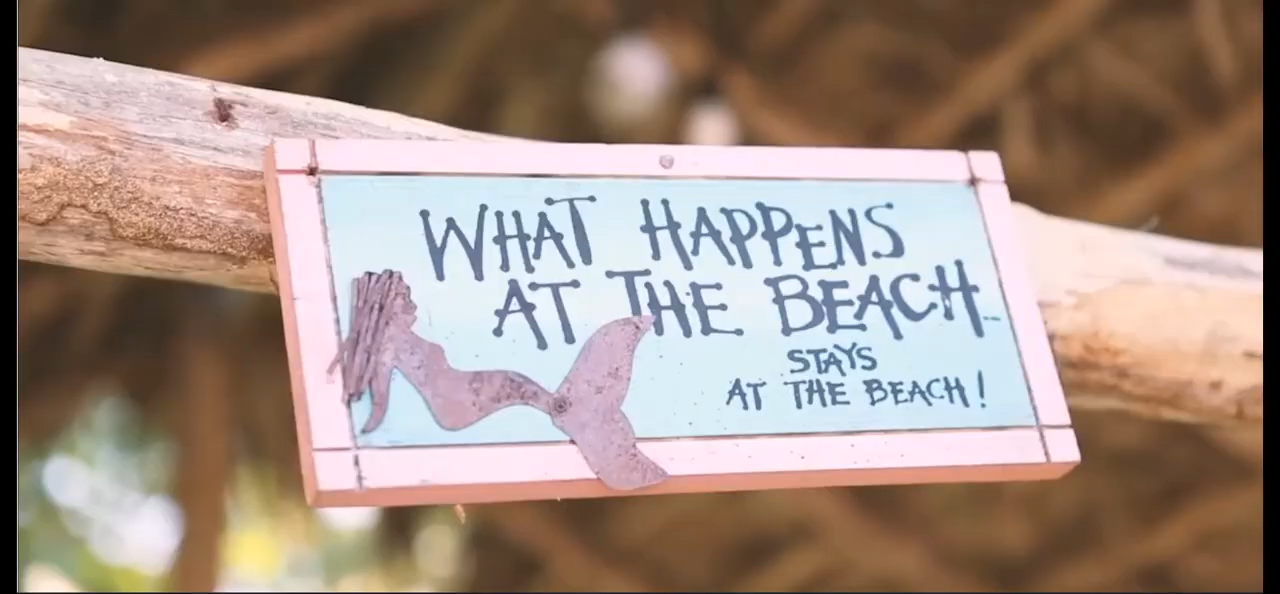 WHAT HAPPENS
AT THE BEACH...
STAYS
AT THE BEACH!